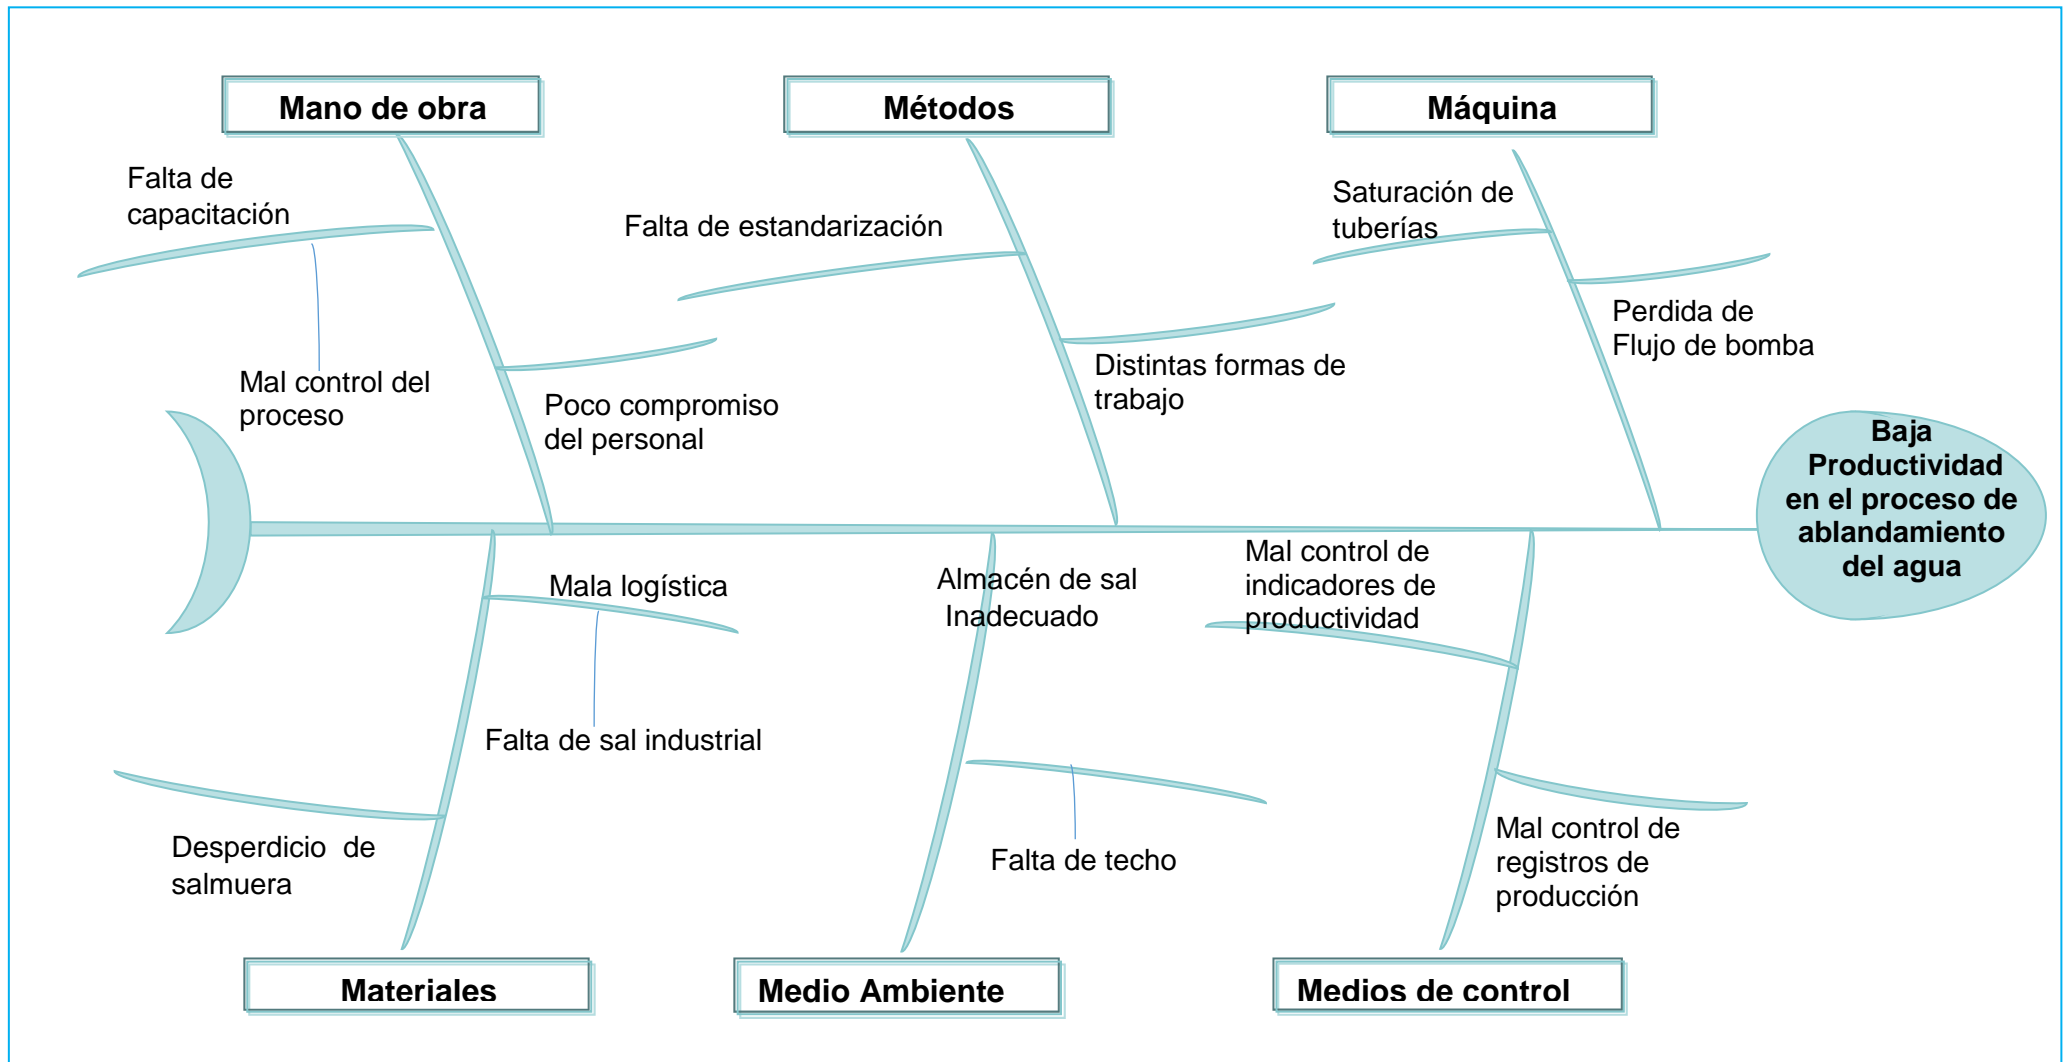 Mano de obra
Métodos
Máquina
Falta de
capacitación
Falta de estandarización
Saturación de
tuberías
Perdida de
Flujo de bomba
Mal control del
proceso
Poco compromiso
del personal
Distintas formas de
trabajo
Baja
Productividad
en el proceso de
ablandamiento
del agua
Mala logística
Almacén de sal
Inadecuado
Mal control de
indicadores de
productividad
Falta de sal industrial
Desperdicio de
salmuera
Falta de techo
Mal control de
registros de
producción
Materiales
Medio Ambiente
Medios de control